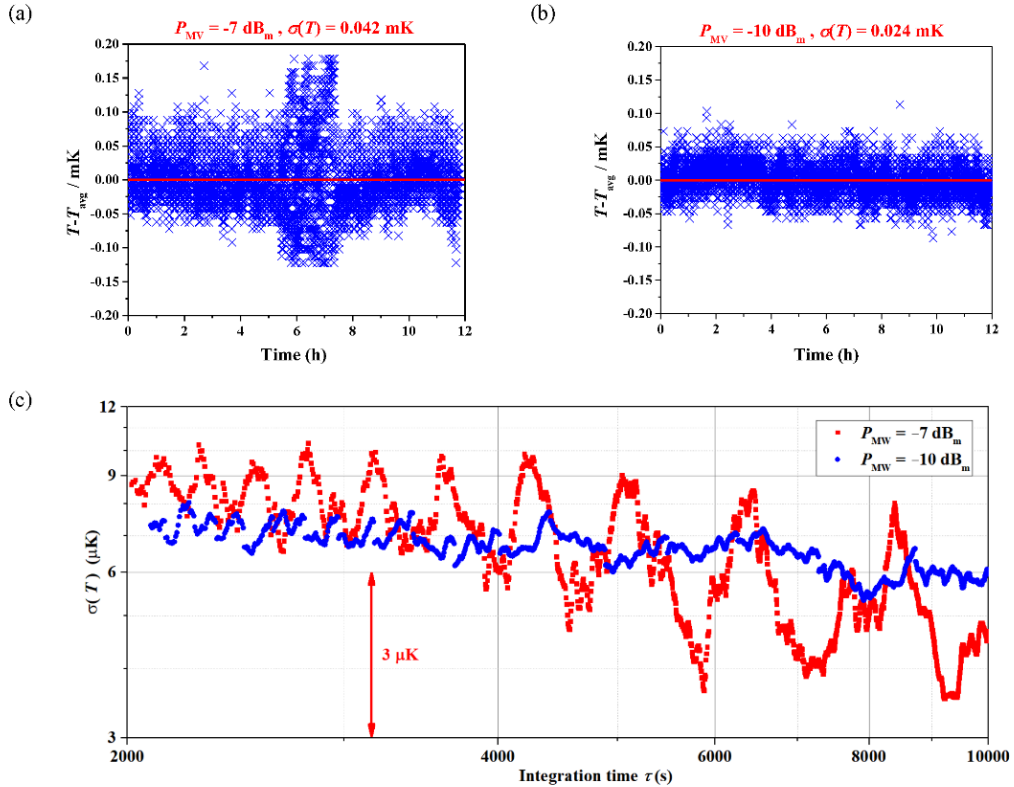 (a)
P_MV = -7 dB_m , σ(T) = 0.042 mK
0.20
0.15
0.10
0.05
0.00
-0.05
-0.10
-0.15
-0.20
T-T_avg / mK
0 2 4 6 8 10 12
Time (h)
(b)
P_MV = -10 dB_m , σ(T) = 0.024 mK
0.20
0.15
0.10
0.05
0.00
-0.05
-0.10
-0.15
-0.20
T-T_avg / mK
0 2 4 6 8 10 12
Time (h)
(c)
12
9
6
3
σ(T) (μK)
P_MW = −7 dB_m
P_MW = −10 dB_m
3 μK
2000 4000 6000 8000 10000
Integration time τ (s)